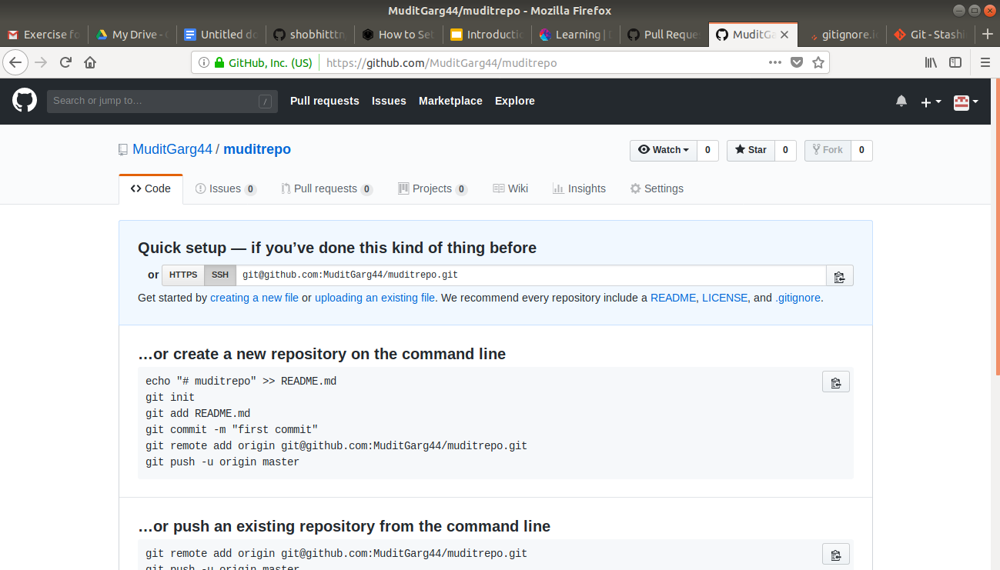 MuditGarg44/muditrepo - Mozilla Firefox
Exercise fo My Drive - Untitled do shobhitttn How to Set Introductio Learning | Pull Reque MuditGa gitignore.i Git - Stashi
GitHub, Inc. (US) https://github.com/MuditGarg44/muditrepo
Search or jump to… / Pull requests Issues Marketplace Explore
MuditGarg44 / muditrepo Watch 0 Star 0 Fork 0
Code Issues 0 Pull requests 0 Projects 0 Wiki Insights Settings
Quick setup — if you’ve done this kind of thing before
or HTTPS SSH git@github.com:MuditGarg44/muditrepo.git
Get started by creating a new file or uploading an existing file. We recommend every repository include a README, LICENSE, and .gitignore.
…or create a new repository on the command line
echo "# muditrepo" >> README.md
git init
git add README.md
git commit -m "first commit"
git remote add origin git@github.com:MuditGarg44/muditrepo.git
git push -u origin master
…or push an existing repository from the command line
git remote add origin git@github.com:MuditGarg44/muditrepo.git
git push -u origin master